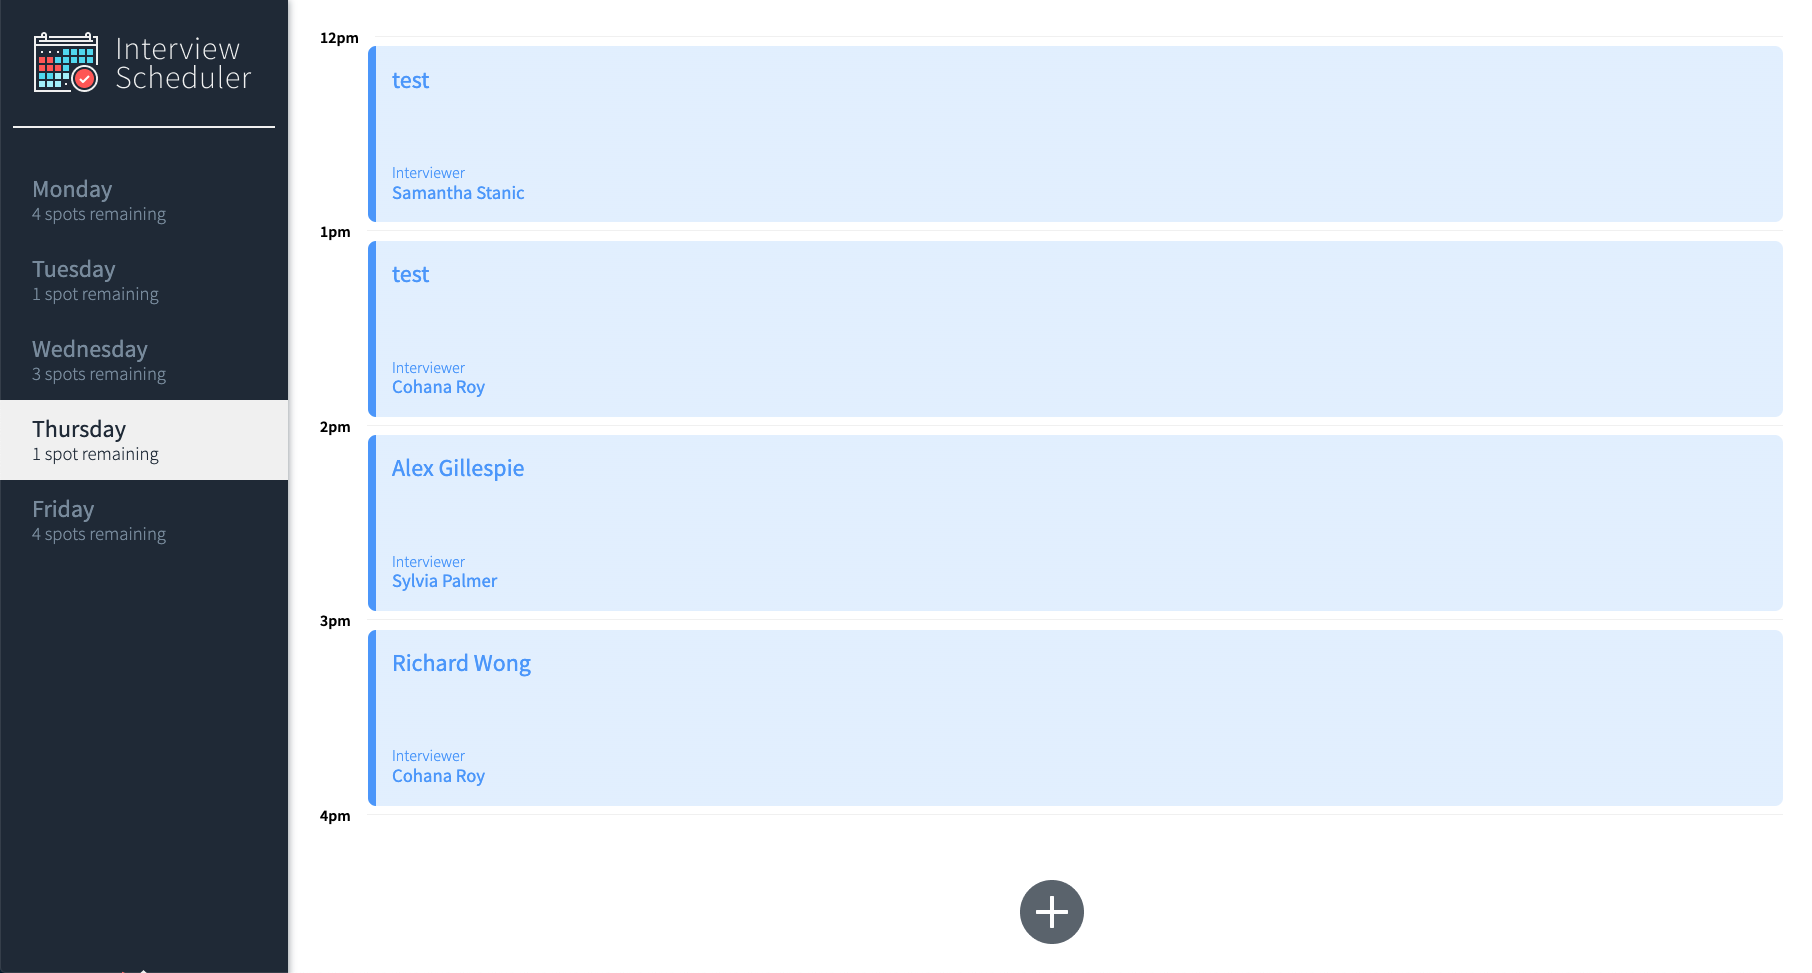 Interview
Scheduler
Monday
4 spots remaining
Tuesday
1 spot remaining
Wednesday
3 spots remaining
Thursday
1 spot remaining
Friday
4 spots remaining
12pm
test
Interviewer
Samantha Stanic
1pm
test
Interviewer
Cohana Roy
2pm
Alex Gillespie
Interviewer
Sylvia Palmer
3pm
Richard Wong
Interviewer
Cohana Roy
4pm